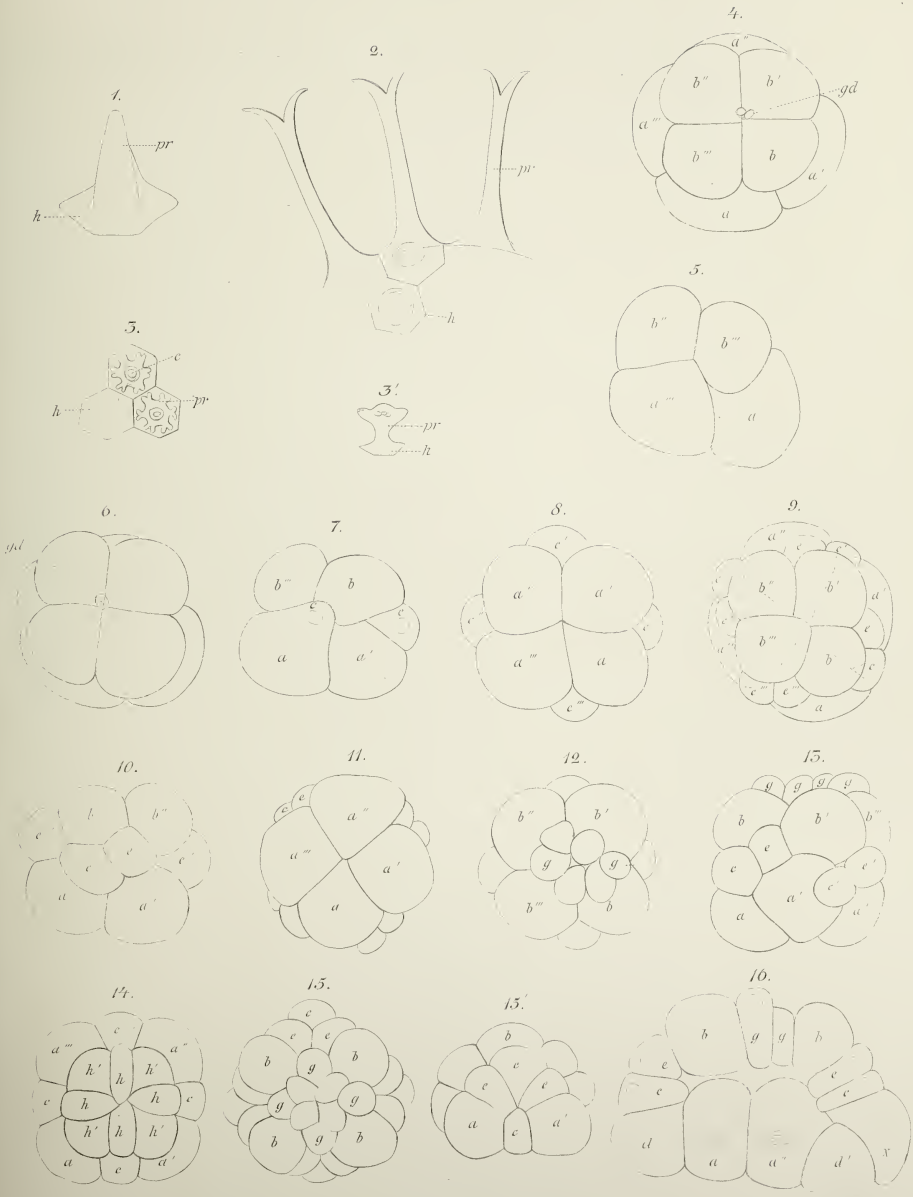 1.
pr
h
2.
pr
h
3.
c
pr
h
3'.
pr
h
4.
a''
b''
b'
gd
a'''
b'''
b
a'
a
5.
b''
b'''
a'''
a
6.
gd
7.
b'''
b
c
c
a
a'
8.
e'
a'
a'
e''
e
a'''
a
e'''
9.
a''
e'
e'
b''
b'
a'
e
b'''
b
e
e'''
e'''
a
10.
b
b''
e
e
e
e'
a
a'
11.
e
e
a''
a'''
a'
a
12.
b''
b'
g
g
b'''
b
13.
g
g
g
g
b
b'
b'''
e
c
e'
e'
a
a'
a'
14.
e
a'''
a''
h'
h
h'
e
h
h
e
h'
h
h'
a
e
a'
15.
e
e
e
b
g
b
g
g
b
g
b
15'
b
e
e
e
a
e
a'
16.
b
g
g
b
e
e
e
e
d
a
a''
d'
x